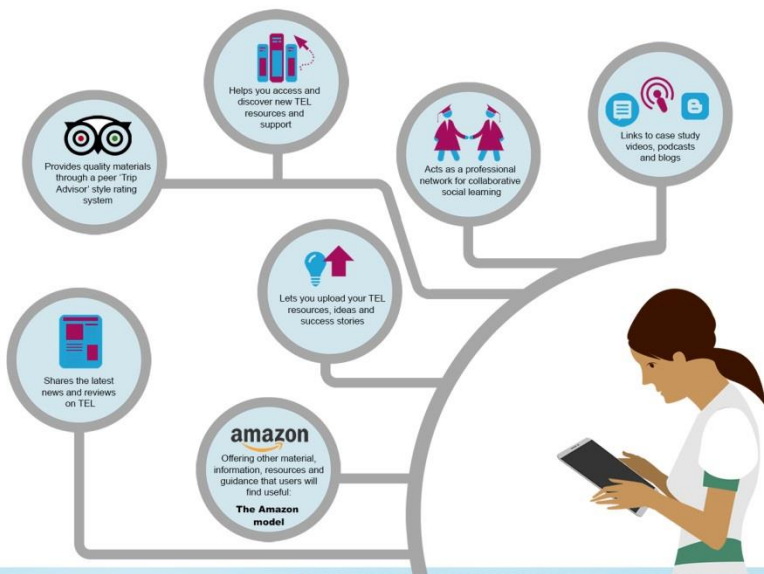 Helps you access and
discover new TEL
resources and
support
Links to case study
videos, podcasts
and blogs
Provides quality materials
through a peer ‘Trip
Advisor’ style rating
system
Acts as a professional
network for collaborative
social learning
Lets you upload your TEL
resources, ideas and
success stories
Shares the latest
news and reviews
on TEL
amazon
Offering other material,
information, resources and
guidance that users will
find useful:
The Amazon
model